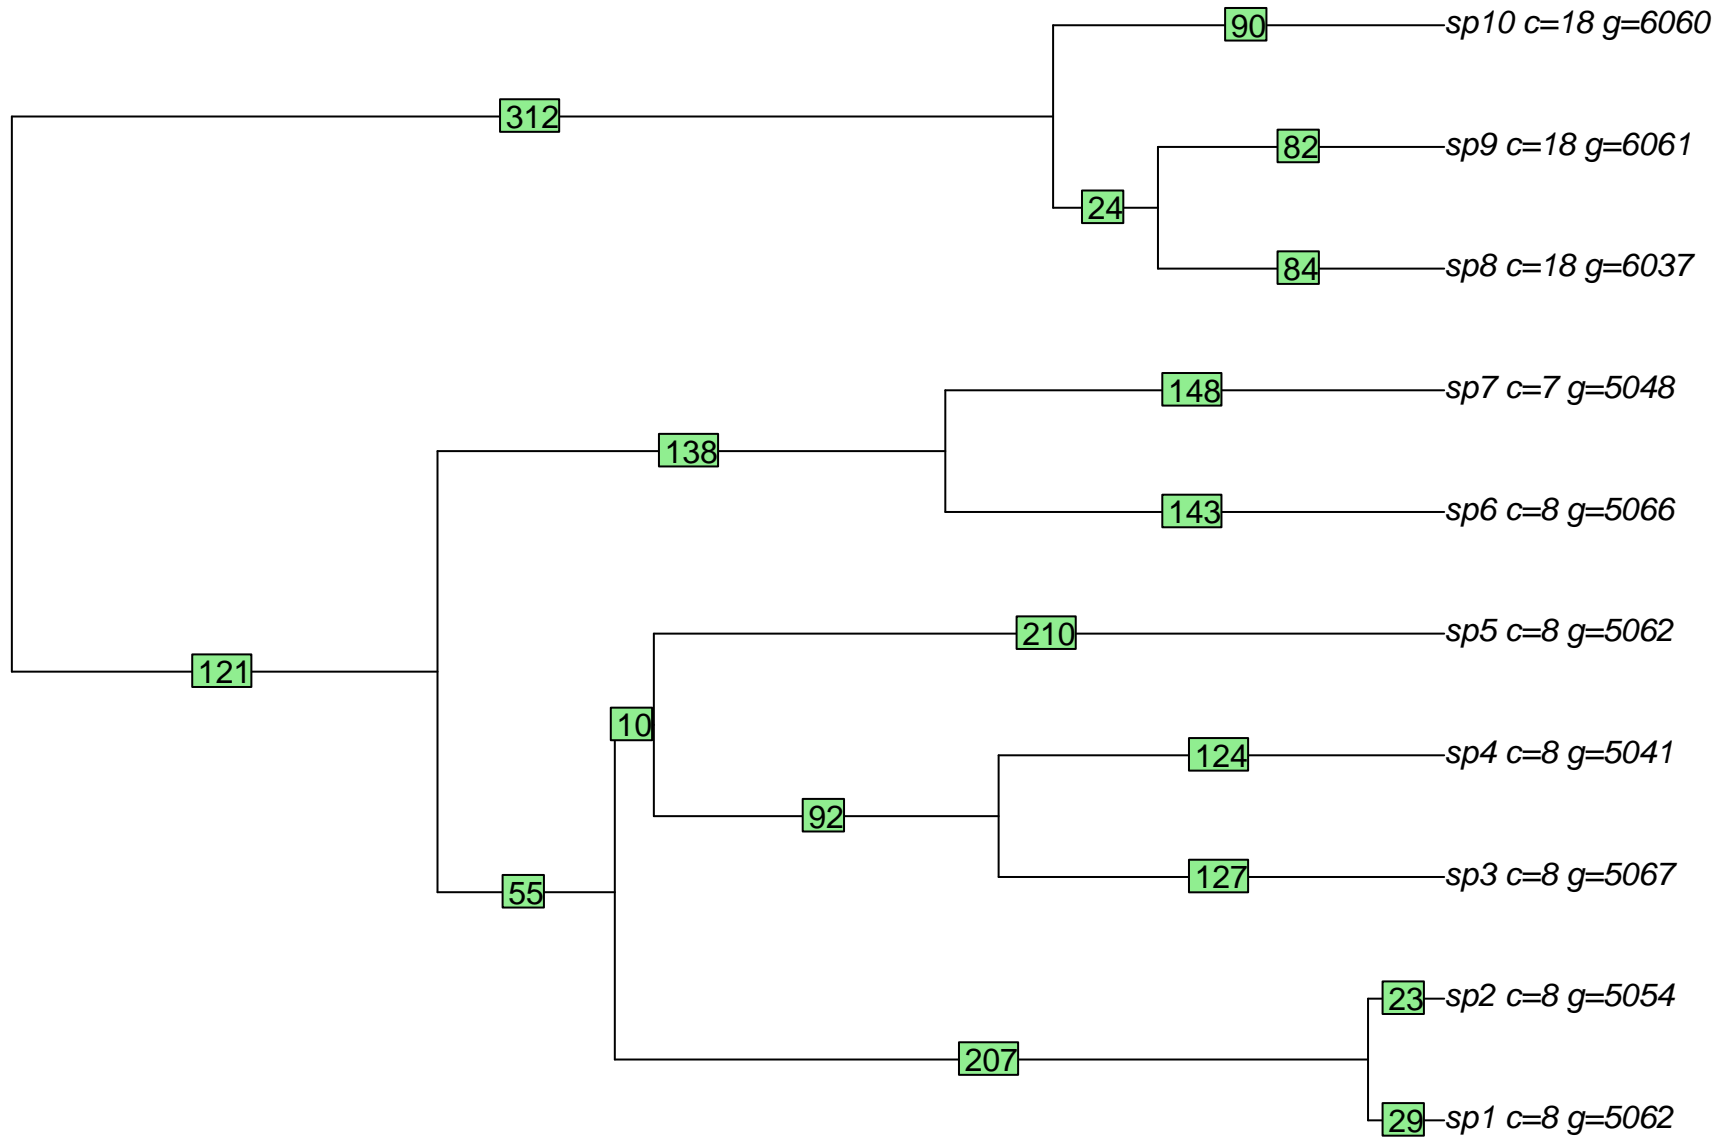 90 sp10 c=18 g=6060
312
82 sp9 c=18 g=6061
24
84 sp8 c=18 g=6037
148 sp7 c=7 g=5048
138
143 sp6 c=8 g=5066
210 sp5 c=8 g=5062
121
10
124 sp4 c=8 g=5041
92
127 sp3 c=8 g=5067
55
23 sp2 c=8 g=5054
207
29 sp1 c=8 g=5062